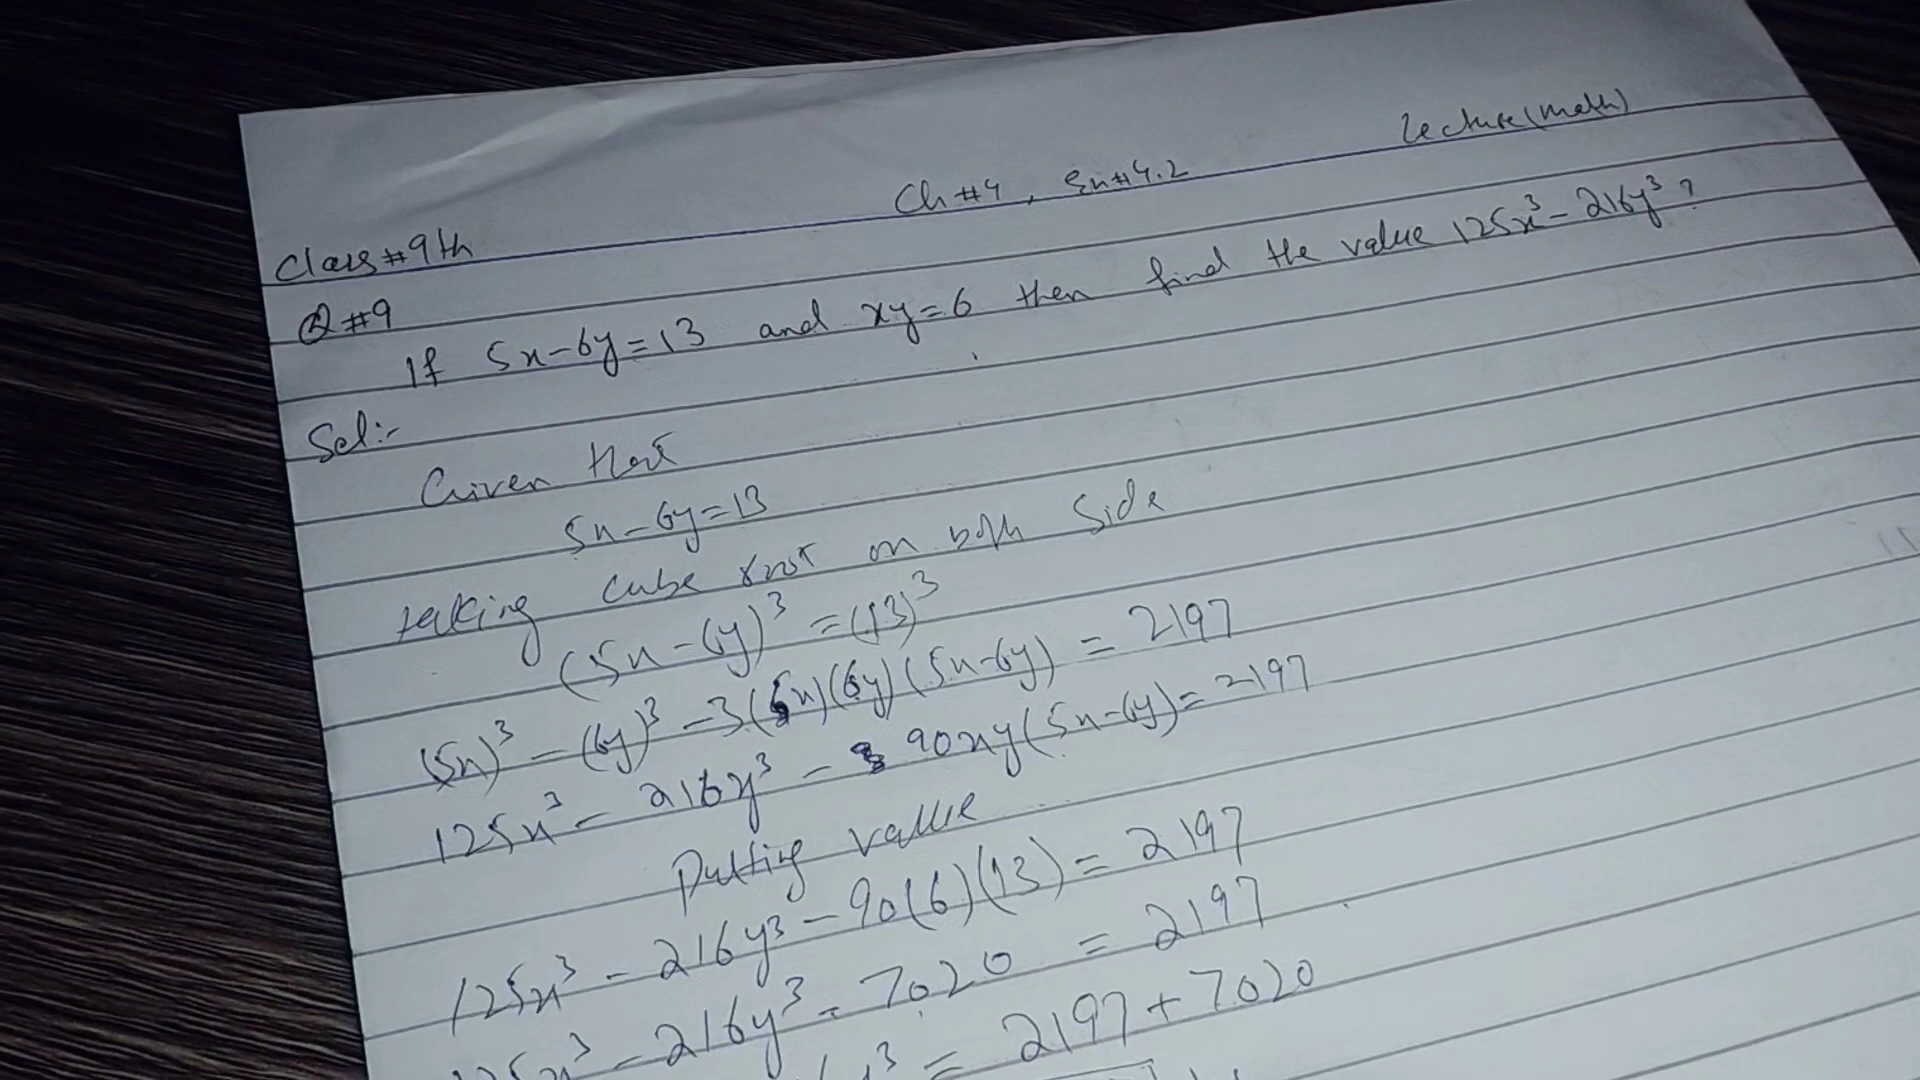 Lecture(math)
Ch#4, Ex#4.2
Class#9th
Q#9
If 5x-6y=13 and xy=6 then find the value 125x³-216y³?
Sol:-
Given that
5x-6y=13
taking cube root on both side
(5x-6y)³=(13)³
(5x)³-(6y)³-3(5x)(6y)(5x-6y)=2197
125x³-216y³-90xy(5x-6y)=2197
Putting value
125x³-216y³-90(6)(13)=2197
125x³-216y³-7020=2197
y³=2197+7020